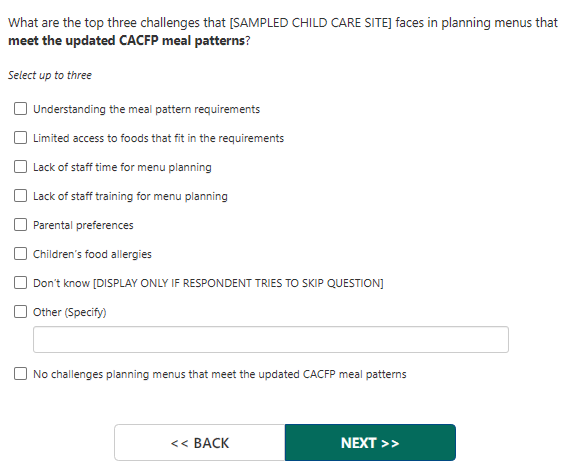 What are the top three challenges that [SAMPLED CHILD CARE SITE] faces in planning menus that
meet the updated CACFP meal patterns?
Select up to three
Understanding the meal pattern requirements
Limited access to foods that fit in the requirements
Lack of staff time for menu planning
Lack of staff training for menu planning
Parental preferences
Children's food allergies
Don't know [DISPLAY ONLY IF RESPONDENT TRIES TO SKIP QUESTION]
Other (Specify)
No challenges planning menus that meet the updated CACFP meal patterns
<< BACK
NEXT >>